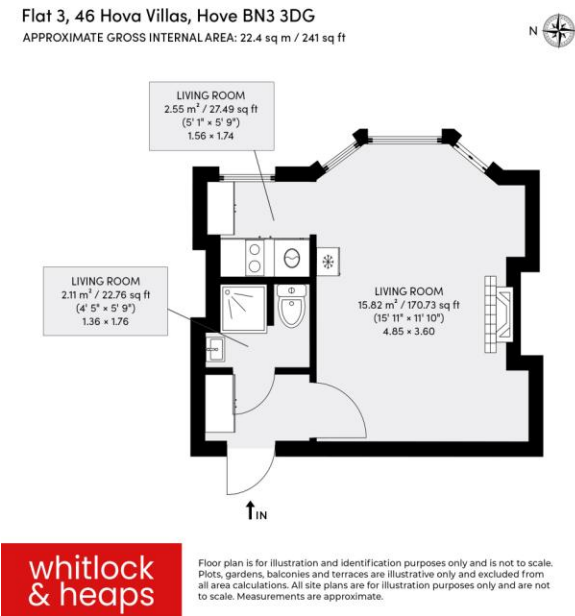 Flat 3, 46 Hova Villas, Hove BN3 3DG
APPROXIMATE GROSS INTERNAL AREA: 22.4 sq m / 241 sq ft
N
LIVING ROOM
2.55 m² / 27.49 sq ft
(5' 1" × 5' 9")
1.56 × 1.74
LIVING ROOM
2.11 m² / 22.76 sq ft
(4' 5" × 5' 9")
1.36 × 1.76
LIVING ROOM
15.82 m² / 170.73 sq ft
(15' 11" × 11' 10")
4.85 × 3.60
IN
whitlock
& heaps
Floor plan is for illustration and identification purposes only and is not to scale.
Plots, gardens, balconies and terraces are illustrative only and excluded from
all area calculations. All site plans are for illustration purposes only and are not
to scale. Measurements are approximate.